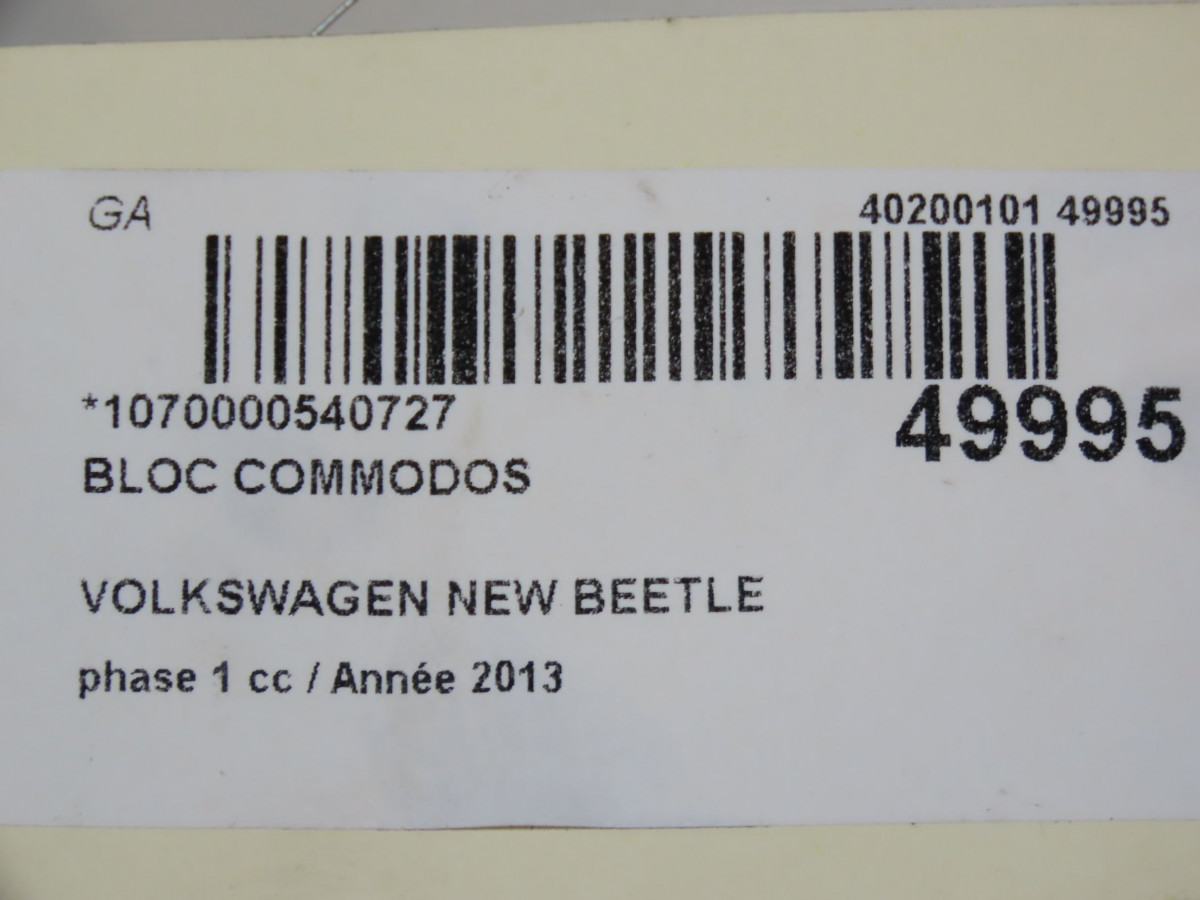 GA 40200101 49995
*1070000540727
49995
BLOC COMMODOS
VOLKSWAGEN NEW BEETLE
phase 1 cc / Année 2013